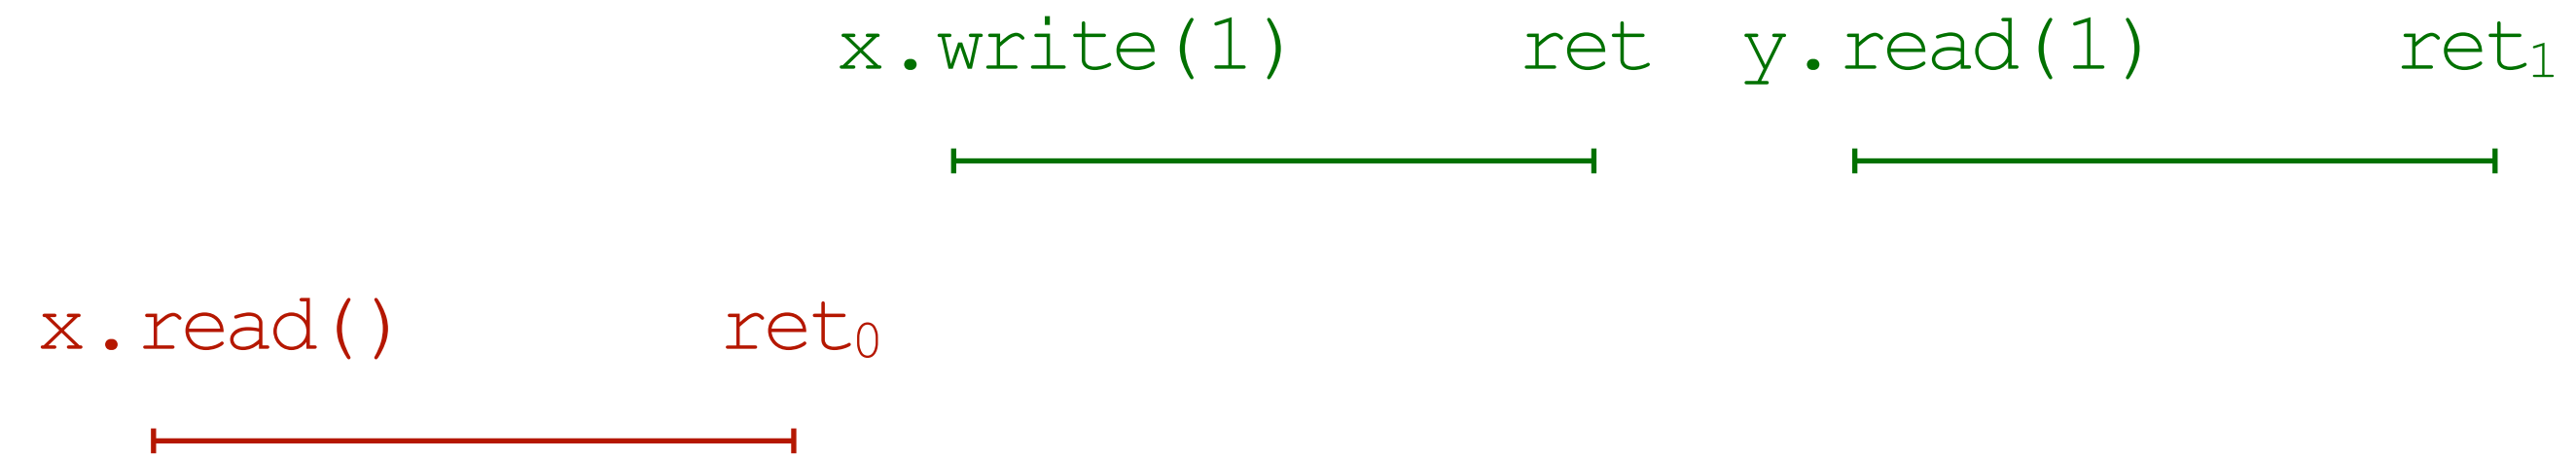 x.write(1) ret y.read(1) ret₁
x.read() ret₀